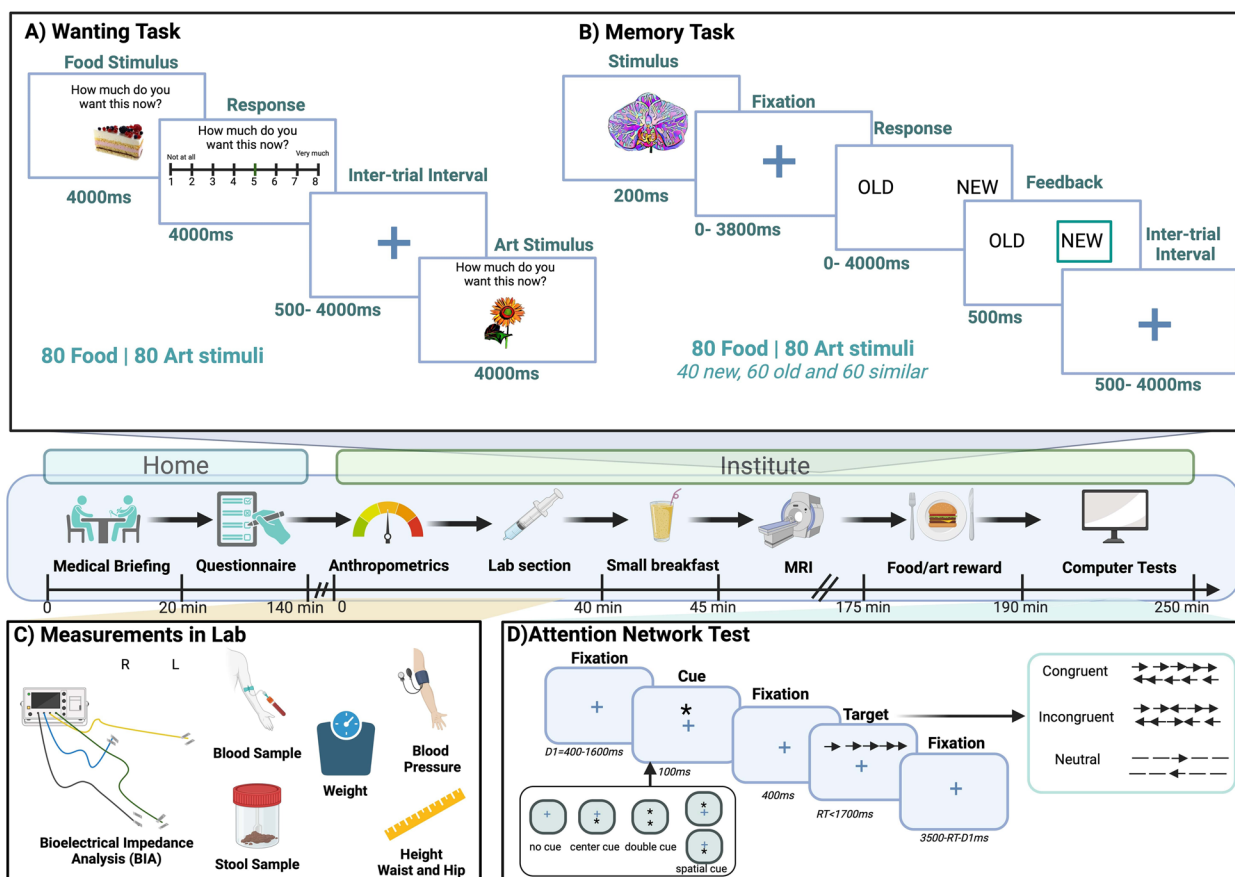 A) Wanting Task
Food Stimulus
How much do you
want this now?
4000ms
Response
How much do you
want this now?
Not at all
Very much
1 2 3 4 5 6 7 8
4000ms
Inter-trial Interval
500- 4000ms
Art Stimulus
How much do you
want this now?
4000ms
80 Food | 80 Art stimuli
B) Memory Task
Stimulus
200ms
Fixation
0- 3800ms
Response
OLD NEW
0- 4000ms
Feedback
OLD NEW
500ms
Inter-trial
Interval
500- 4000ms
80 Food | 80 Art stimuli
40 new, 60 old and 60 similar
Home
Institute
Medical Briefing
Questionnaire
Anthropometrics
Lab section
Small breakfast
MRI
Food/art reward
Computer Tests
0
20 min
140 min
0
40 min
45 min
175 min
190 min
250 min
C) Measurements in Lab
R L
Bioelectrical Impedance
Analysis (BIA)
Blood Sample
Stool Sample
Weight
Blood
Pressure
Height
Waist and Hip
D)Attention Network Test
Fixation
D1=400-1600ms
Cue
*
100ms
Fixation
400ms
Target
RT<1700ms
Fixation
3500-RT-D1ms
no cue
center cue
double cue
spatial cue
Congruent
Incongruent
Neutral